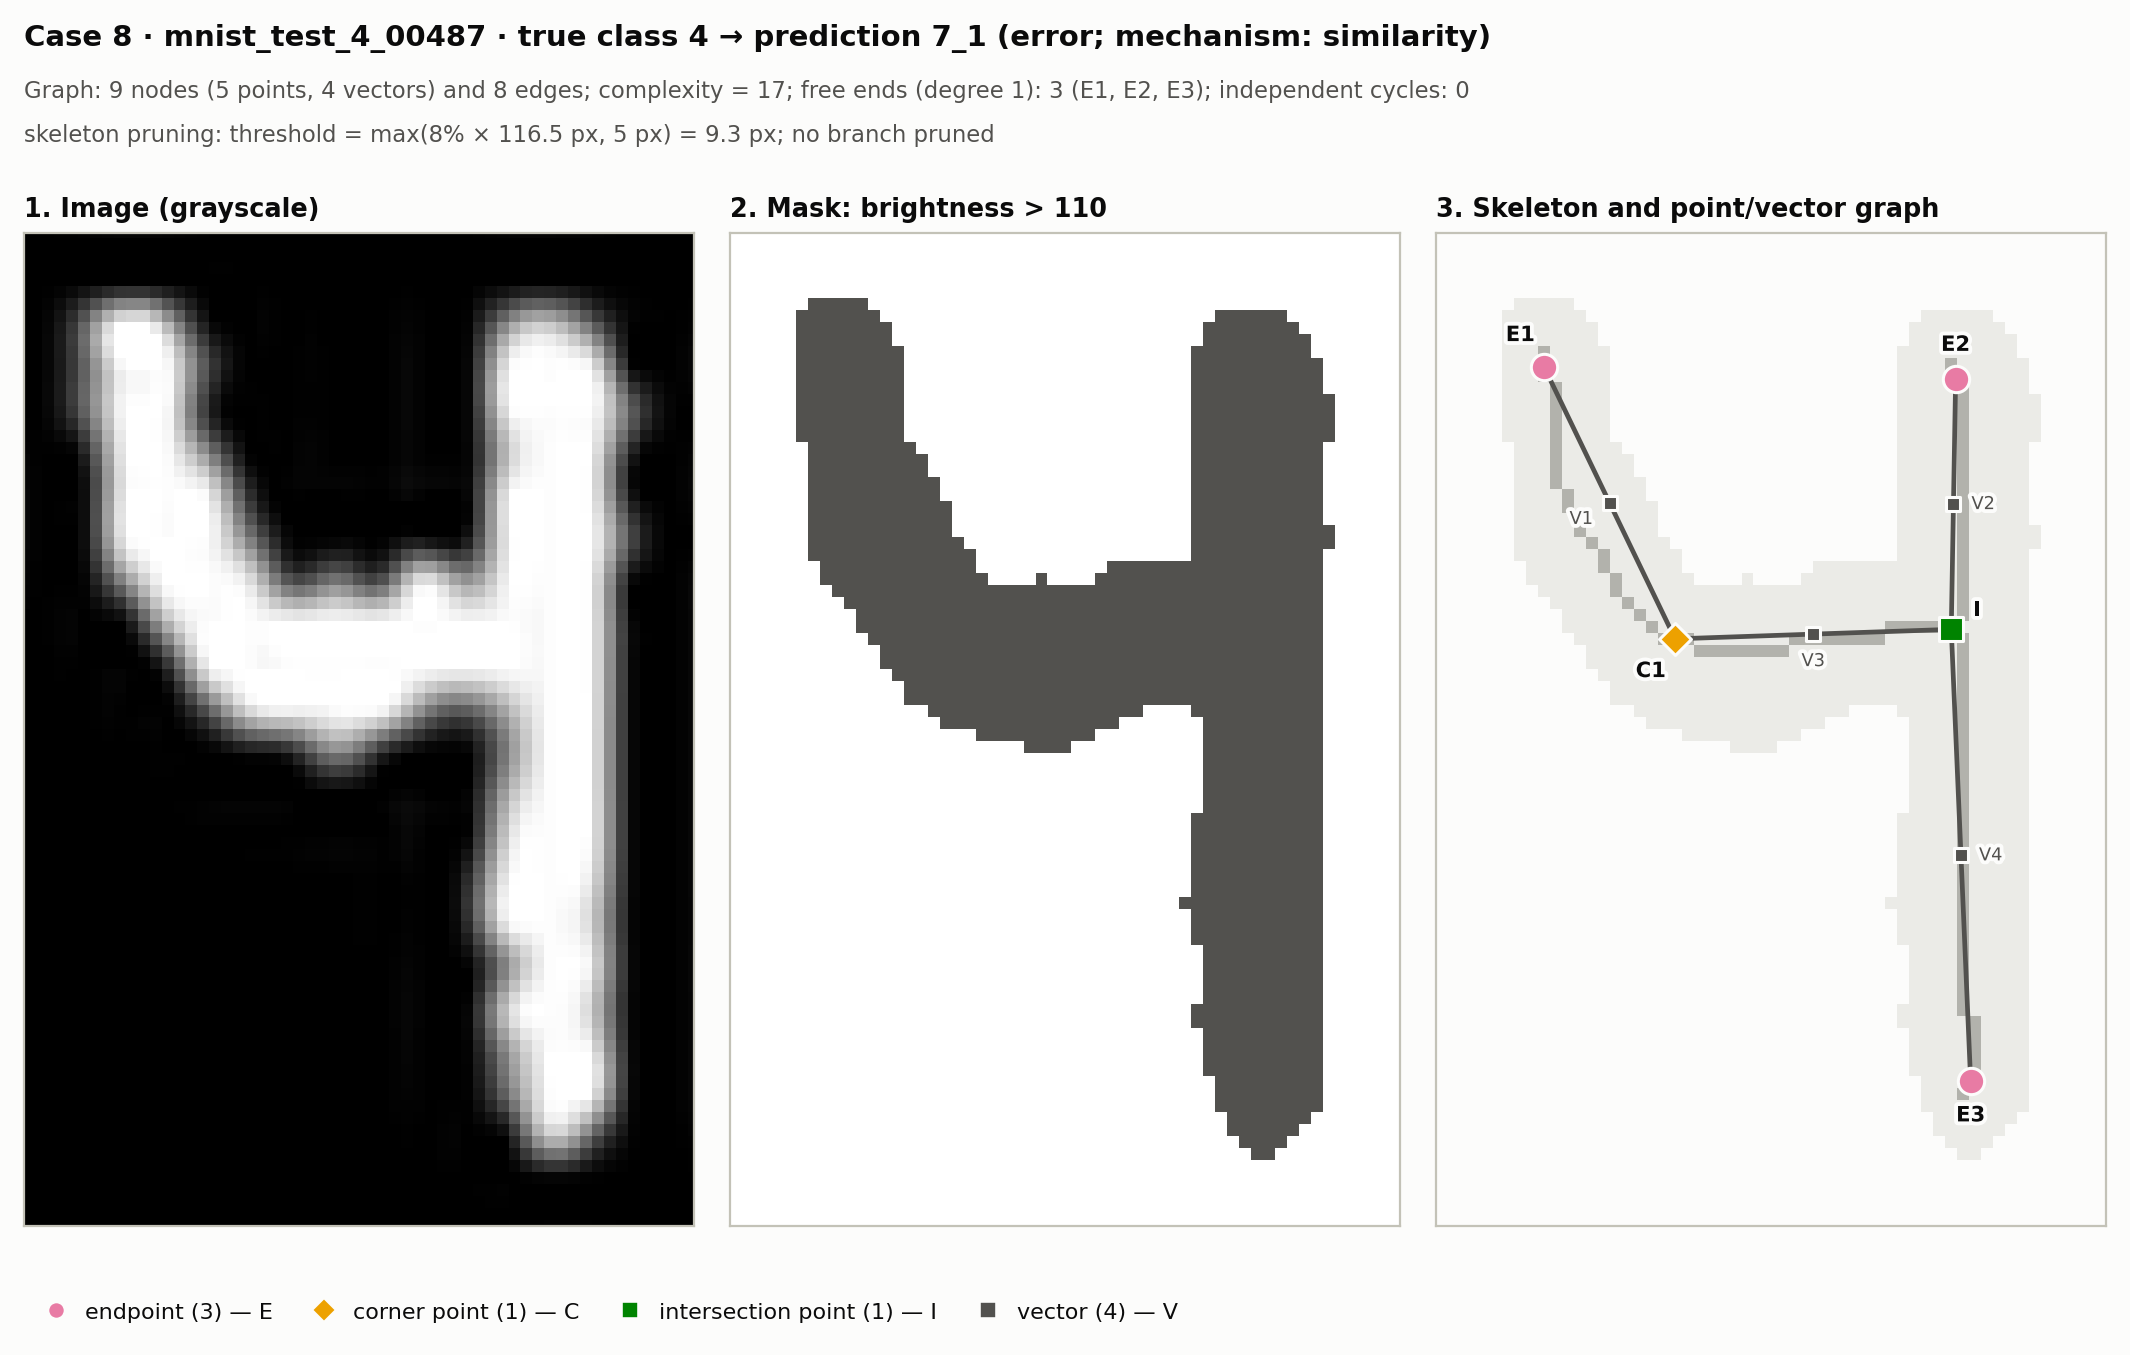 Case 8 · mnist_test_4_00487 · true class 4 → prediction 7_1 (error; mechanism: similarity)
Graph: 9 nodes (5 points, 4 vectors) and 8 edges; complexity = 17; free ends (degree 1): 3 (E1, E2, E3); independent cycles: 0
skeleton pruning: threshold = max(8% × 116.5 px, 5 px) = 9.3 px; no branch pruned
1. Image (grayscale)
2. Mask: brightness > 110
3. Skeleton and point/vector graph
E1
E2
V2
V1
I
V3
C1
V4
E3
endpoint (3) — E
corner point (1) — C
intersection point (1) — I
vector (4) — V